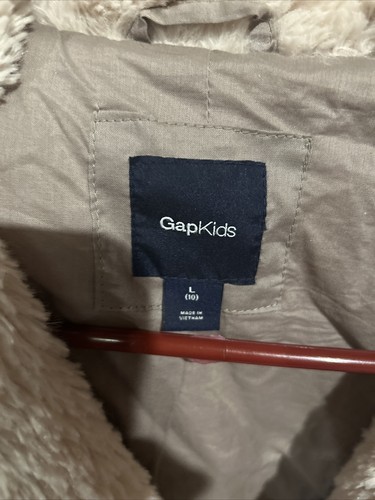 GapKids
L
(10)
MADE IN
VIETNAM